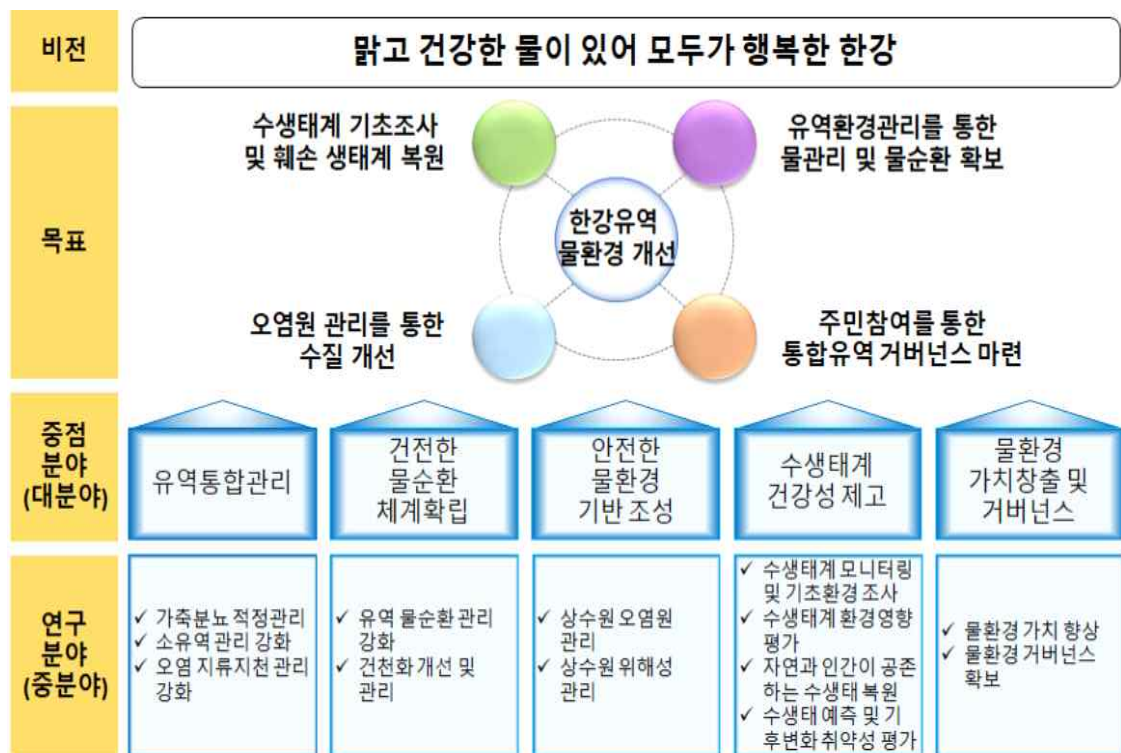 비전
맑고 건강한 물이 있어 모두가 행복한 한강
목표
수생태계 기초조사
및 훼손 생태계 복원
유역환경관리를 통한
물관리 및 물순환 확보
한강유역
물환경 개선
오염원 관리를 통한
수질 개선
주민참여를 통한
통합유역 거버넌스 마련
중점
분야
(대분야)
유역통합관리
건전한
물순환
체계확립
안전한
물환경
기반 조성
수생태계
건강성 제고
물환경
가치창출 및
거버넌스
연구
분야
(중분야)
✓ 가축분뇨 적정관리
✓ 소유역 관리 강화
✓ 오염 지류지천 관리
강화
✓ 유역 물순환 관리
강화
✓ 건천화 개선 및
관리
✓ 상수원 오염원
관리
✓ 상수원 위해성
관리
✓ 수생태계 모니터링
및 기초환경 조사
✓ 수생태계 환경영향
평가
✓ 자연과 인간이 공존
하는 수생태 복원
✓ 수생태 예측 및 기
후변화 취약성 평가
✓ 물환경 가치 향상
✓ 물환경 거버넌스
확보